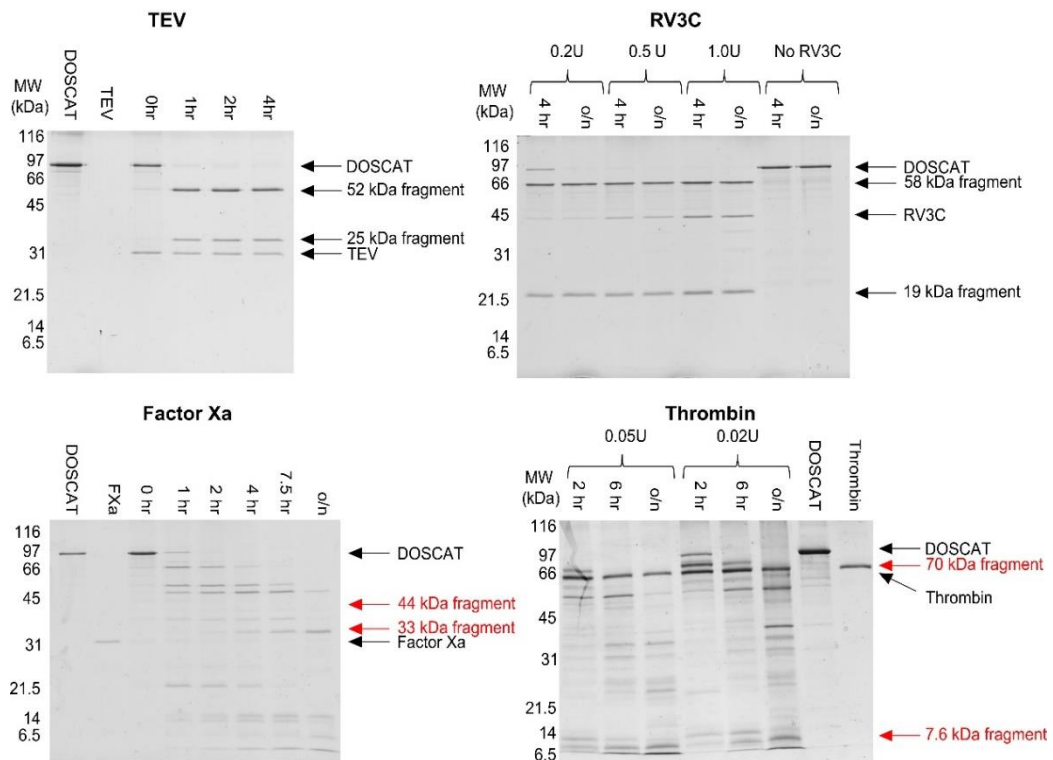 TEV
DOSCAT
TEV
0hr
1hr
2hr
4hr
MW
(kDa)
116
97
66
45
31
21.5
14
6.5
DOSCAT
52 kDa fragment
25 kDa fragment
TEV
RV3C
0.2U
0.5 U
1.0U
No RV3C
4 hr
o/n
4 hr
o/n
4 hr
o/n
4 hr
o/n
MW
(kDa)
116
97
66
45
31
21.5
14
6.5
DOSCAT
58 kDa fragment
RV3C
19 kDa fragment
Factor Xa
DOSCAT
FXa
0 hr
1 hr
2 hr
4 hr
7.5 hr
o/n
116
97
66
45
31
21.5
14
6.5
DOSCAT
44 kDa fragment
33 kDa fragment
Factor Xa
Thrombin
0.05U
0.02U
MW
(kDa)
2 hr
6 hr
o/n
2 hr
6 hr
o/n
DOSCAT
Thrombin
116
97
66
45
31
21.5
14
6.5
DOSCAT
70 kDa fragment
Thrombin
7.6 kDa fragment